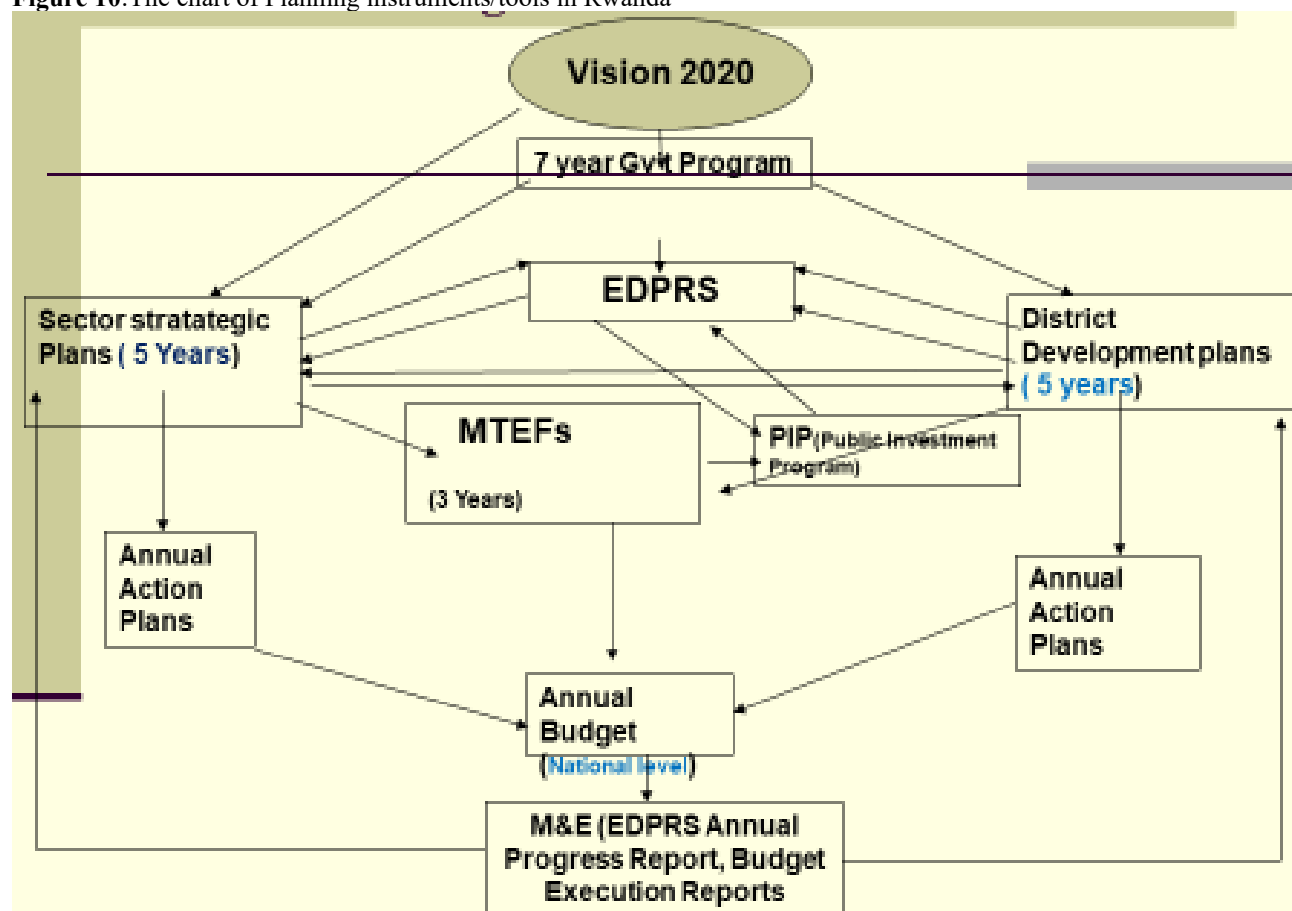 Figure 10:The chart of Planning instruments/tools in Rwanda
Vision 2020
7 year Gvt Program
EDPRS
Sector stratategic
Plans ( 5 Years)
District
Development plans
( 5 years)
MTEFs
(3 Years)
PIP(Public Investment
Program)
Annual
Action
Plans
Annual
Action
Plans
Annual
Budget
(National level)
M&E (EDPRS Annual
Progress Report, Budget
Execution Reports